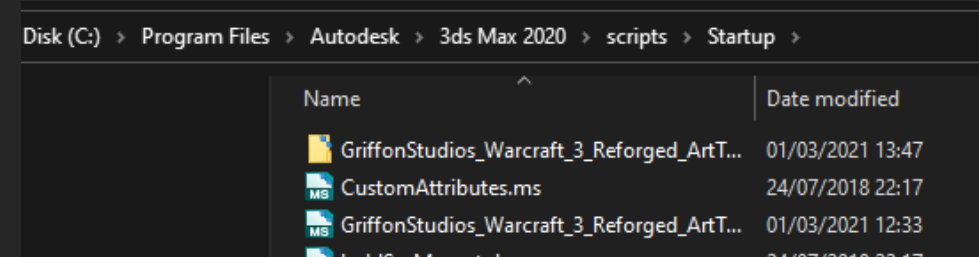 Disk (C:) > Program Files > Autodesk > 3ds Max 2020 > scripts > Startup >
Name Date modified
GriffonStudios_Warcraft_3_Reforged_ArtT... 01/03/2021 13:47
MS CustomAttributes.ms 24/07/2018 22:17
MS GriffonStudios_Warcraft_3_Reforged_ArtT... 01/03/2021 12:33